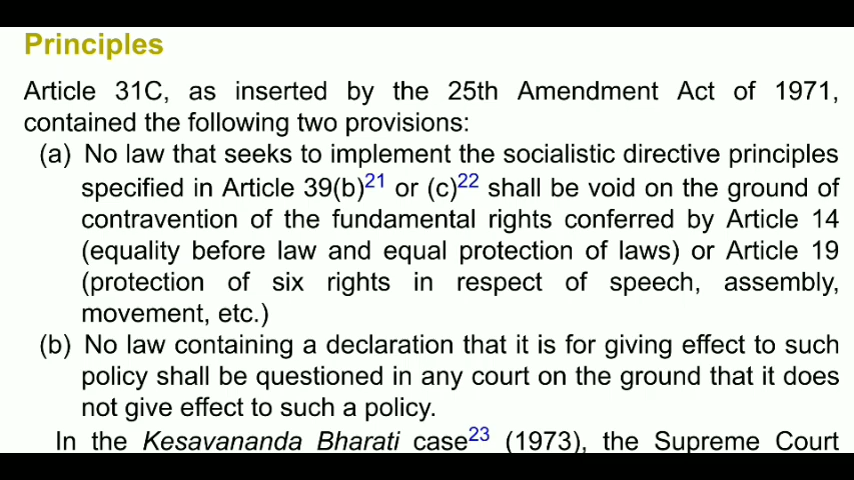 Principles
Article 31C, as inserted by the 25th Amendment Act of 1971,
contained the following two provisions:
(a) No law that seeks to implement the socialistic directive principles
specified in Article 39(b)21 or (c)22 shall be void on the ground of
contravention of the fundamental rights conferred by Article 14
(equality before law and equal protection of laws) or Article 19
(protection of six rights in respect of speech, assembly,
movement, etc.)
(b) No law containing a declaration that it is for giving effect to such
policy shall be questioned in any court on the ground that it does
not give effect to such a policy.
In the Kesavananda Bharati case23 (1973), the Supreme Court